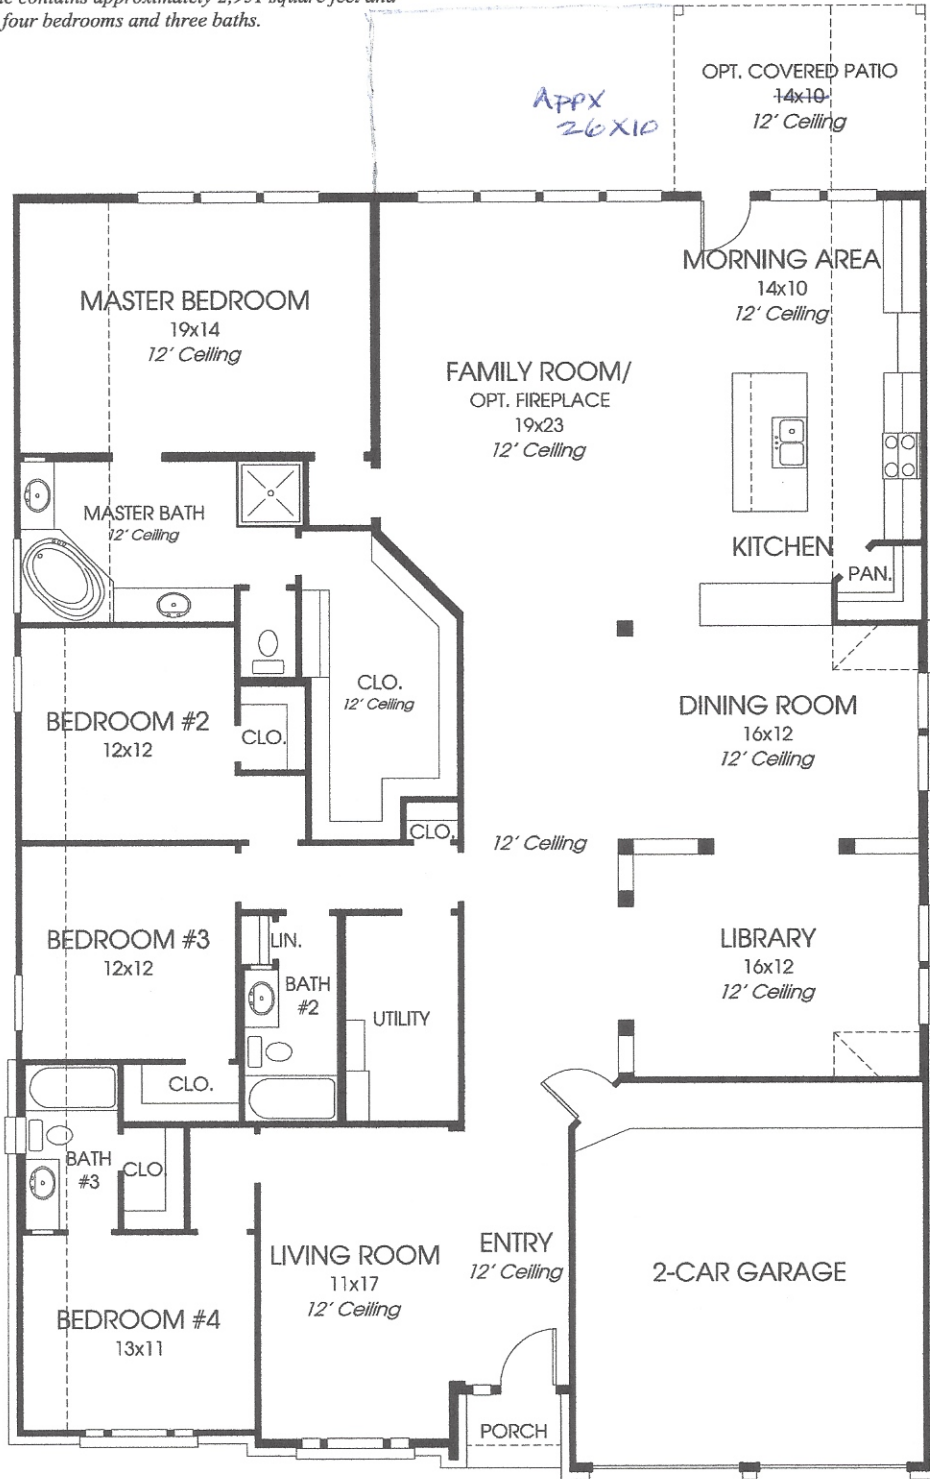 four bedrooms and three baths.
OPT. COVERED PATIO
14x10
12' Ceiling
APPX
26X10
MASTER BEDROOM
19x14
12' Ceiling
MORNING AREA
14x10
12' Ceiling
FAMILY ROOM/
OPT. FIREPLACE
19x23
12' Ceiling
MASTER BATH
12' Ceiling
KITCHEN
PAN.
CLO.
12' Ceiling
BEDROOM #2
12x12
CLO.
DINING ROOM
16x12
12' Ceiling
CLO.
12' Ceiling
BEDROOM #3
12x12
LIN.
BATH
#2
UTILITY
LIBRARY
16x12
12' Ceiling
CLO.
BATH
#3
CLO
LIVING ROOM
11x17
12' Ceiling
ENTRY
12' Ceiling
2-CAR GARAGE
BEDROOM #4
13x11
PORCH